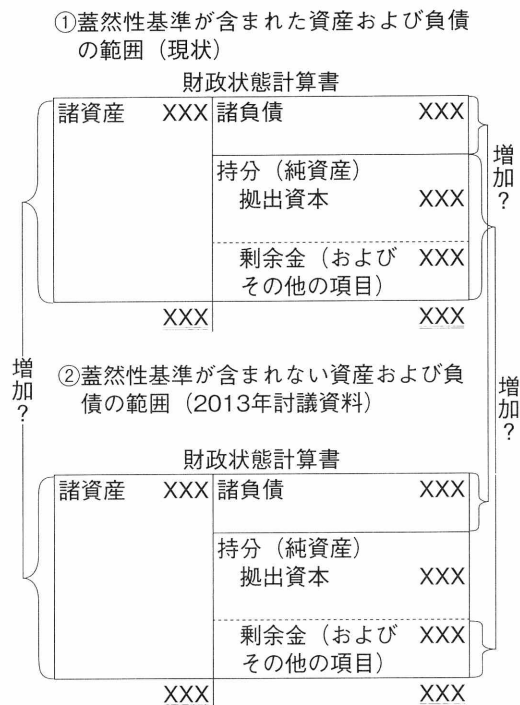 ①蓋然性基準が含まれた資産および負債
の範囲（現状）
財政状態計算書
諸資産 XXX 諸負債 XXX
持分（純資産）
拠出資本 XXX
剰余金（および XXX
その他の項目）
XXX XXX
増加？
増加？
②蓋然性基準が含まれない資産および負
債の範囲（2013年討議資料）
増加？
財政状態計算書
諸資産 XXX 諸負債 XXX
持分（純資産）
拠出資本 XXX
剰余金（および XXX
その他の項目）
XXX XXX